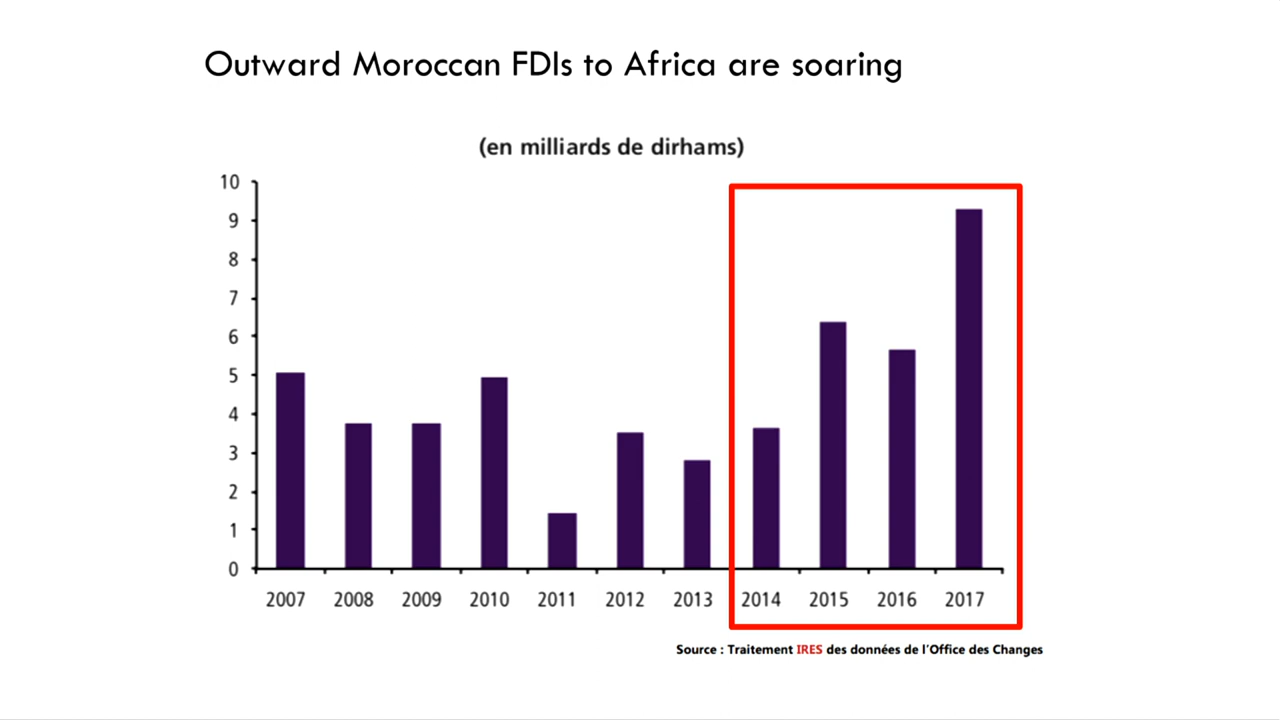 Outward Moroccan FDIs to Africa are soaring
(en milliards de dirhams)
10
9
8
7
6
5
4
3
2
1
0
2007 2008 2009 2010 2011 2012 2013 2014 2015 2016 2017
Source : Traitement IRES des données de l'Office des Changes